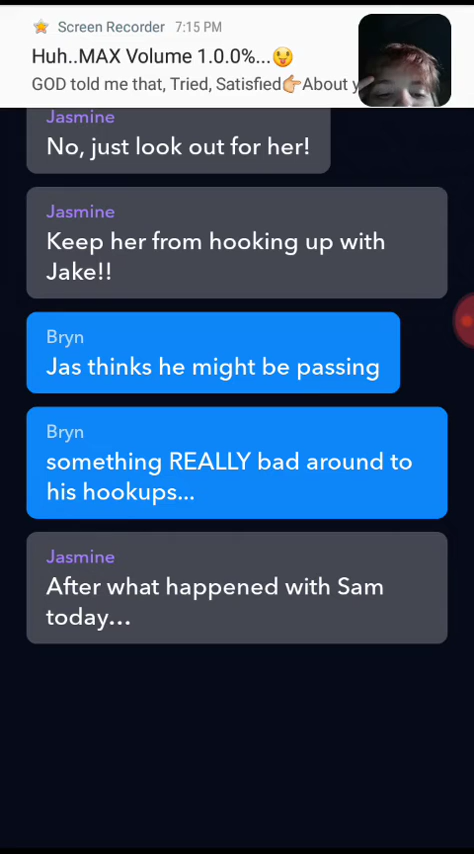 Screen Recorder 7:15 PM
Huh..MAX Volume 1.0.0%...😛
GOD told me that, Tried, Satisfied👉About y
Jasmine
No, just look out for her!
Jasmine
Keep her from hooking up with
Jake!!
Bryn
Jas thinks he might be passing
Bryn
something REALLY bad around to
his hookups...
Jasmine
After what happened with Sam
today...